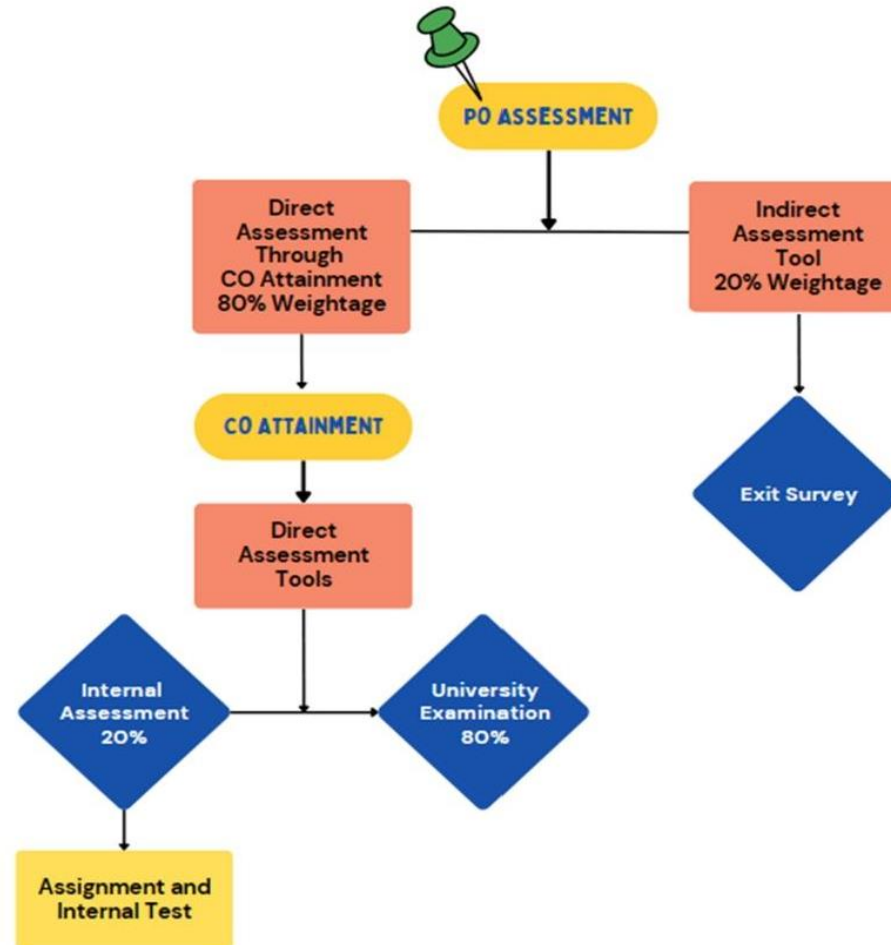 PO ASSESSMENT
Direct
Assessment
Through
CO Attainment
80% Weightage
Indirect
Assessment
Tool
20% Weightage
CO ATTAINMENT
Exit Survey
Direct
Assessment
Tools
Internal
Assessment
20%
University
Examination
80%
Assignment and
Internal Test